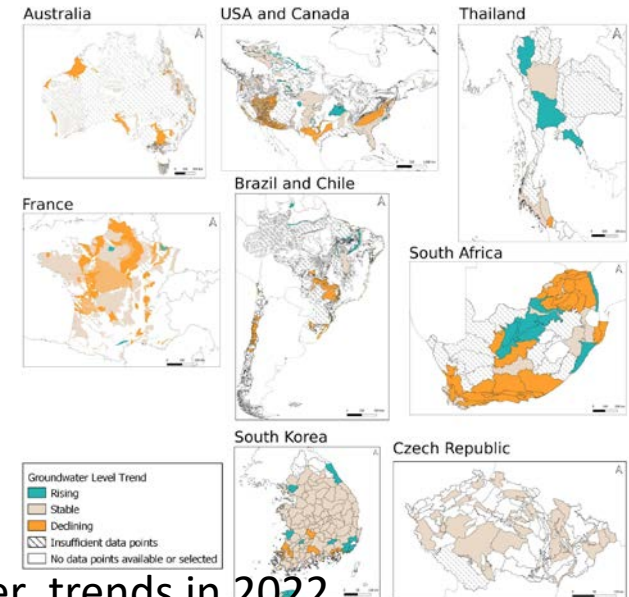 Australia
USA and Canada
Thailand
France
Brazil and Chile
South Africa
South Korea
Czech Republic
Groundwater Level Trend
Rising
Stable
Declining
Insufficient data points
No data points available or selected
er trends in 2022